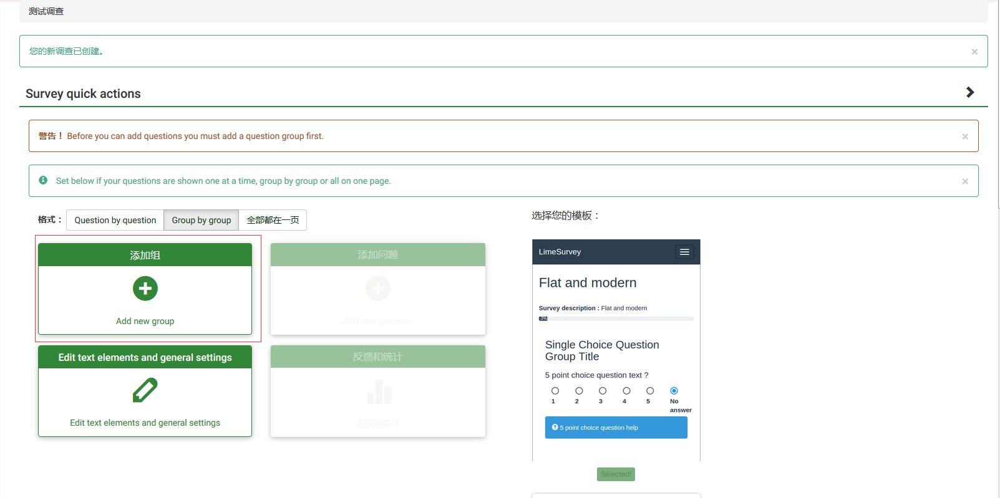 测试调查
您的新调查已创建。
×
Survey quick actions
警告！ Before you can add questions you must add a question group first.
×
Set below if your questions are shown one at a time, group by group or all on one page.
×
格式： Question by question Group by group 全部都在一页
添加组
Add new group
添加问题
Add new question
Edit text elements and general settings
Edit text elements and general settings
反馈和统计
反馈和统计
选择您的模板：
LimeSurvey
Flat and modern
Survey description : Flat and modern
Single Choice Question
Group Title
5 point choice question text ?
1 2 3 4 5 No
answer
5 point choice question help
Selected!